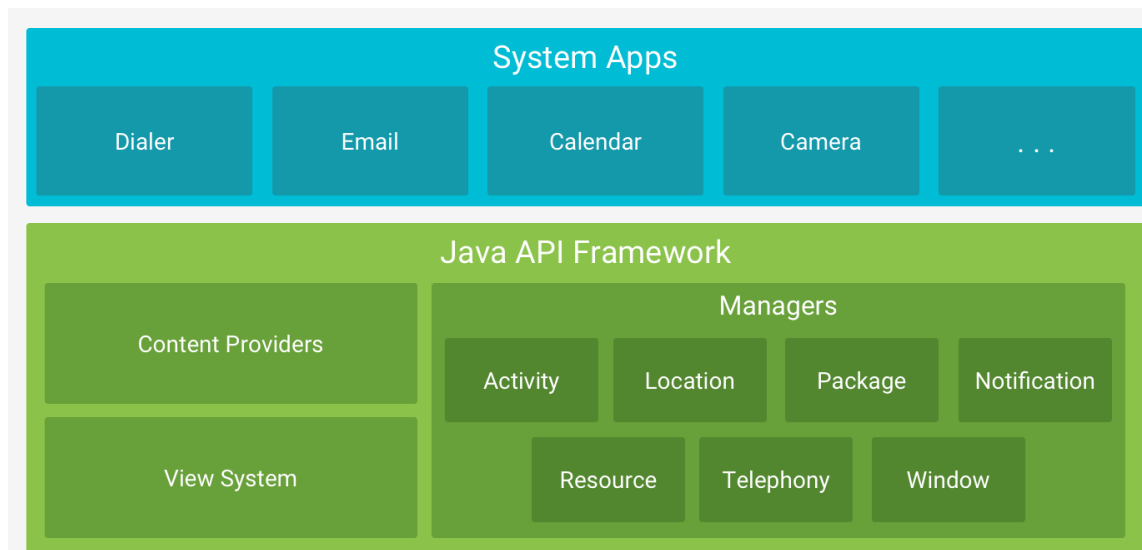 System Apps
Dialer Email Calendar Camera . . .
Java API Framework
Content Providers
View System
Managers
Activity Location Package Notification
Resource Telephony Window